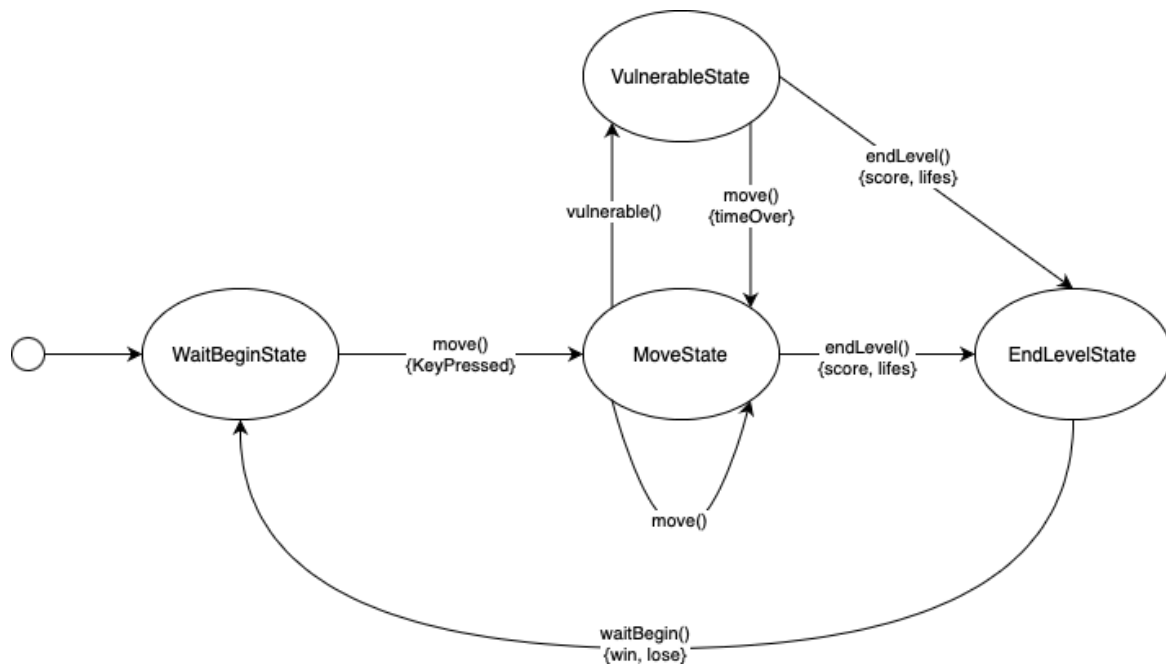 VulnerableState
endLevel()
{score, lifes}
vulnerable()
move()
{timeOver}
WaitBeginState
move()
{KeyPressed}
MoveState
endLevel()
{score, lifes}
EndLevelState
move()
waitBegin()
{win, lose}